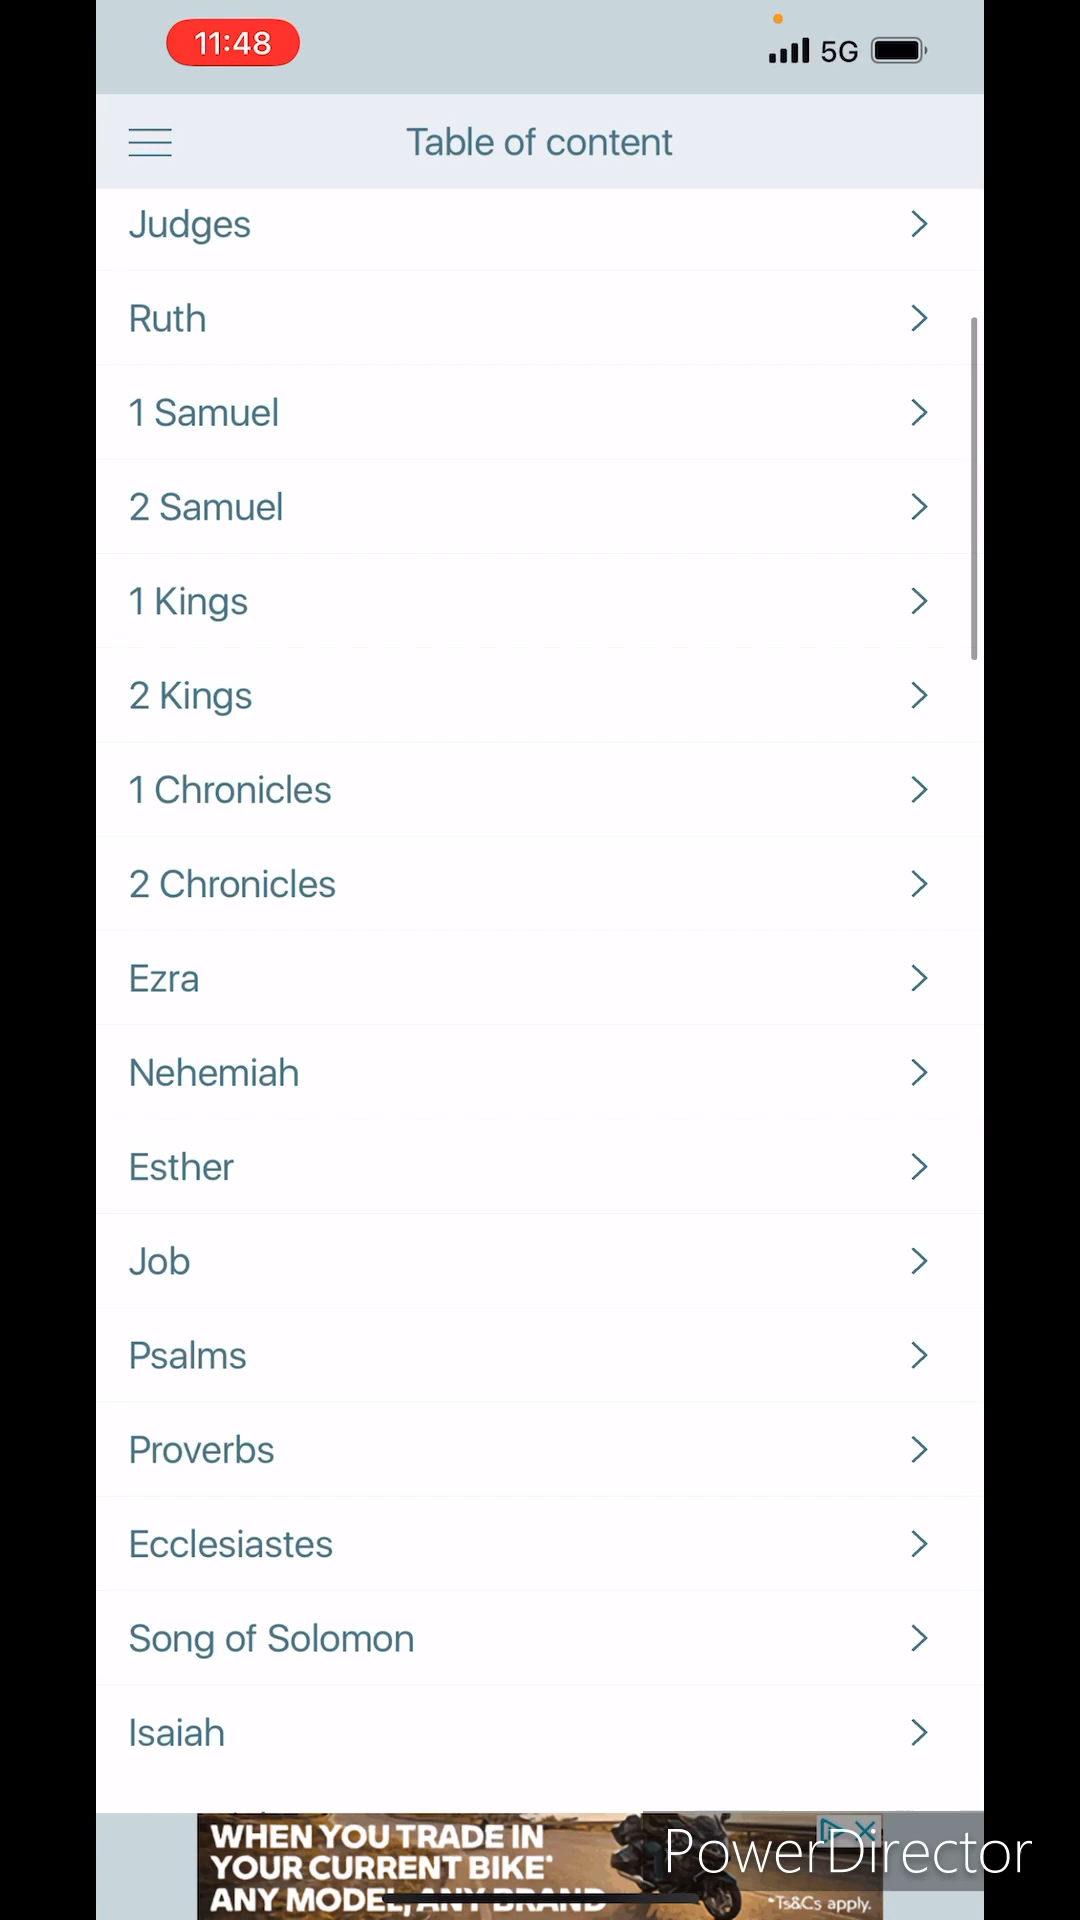 11:48
5G
Table of content
Judges
Ruth
1 Samuel
2 Samuel
1 Kings
2 Kings
1 Chronicles
2 Chronicles
Ezra
Nehemiah
Esther
Job
Psalms
Proverbs
Ecclesiastes
Song of Solomon
Isaiah
WHEN YOU TRADE IN
YOUR CURRENT BIKE*
ANY MODEL, ANY BRAND
*Ts&Cs apply.
PowerDirector